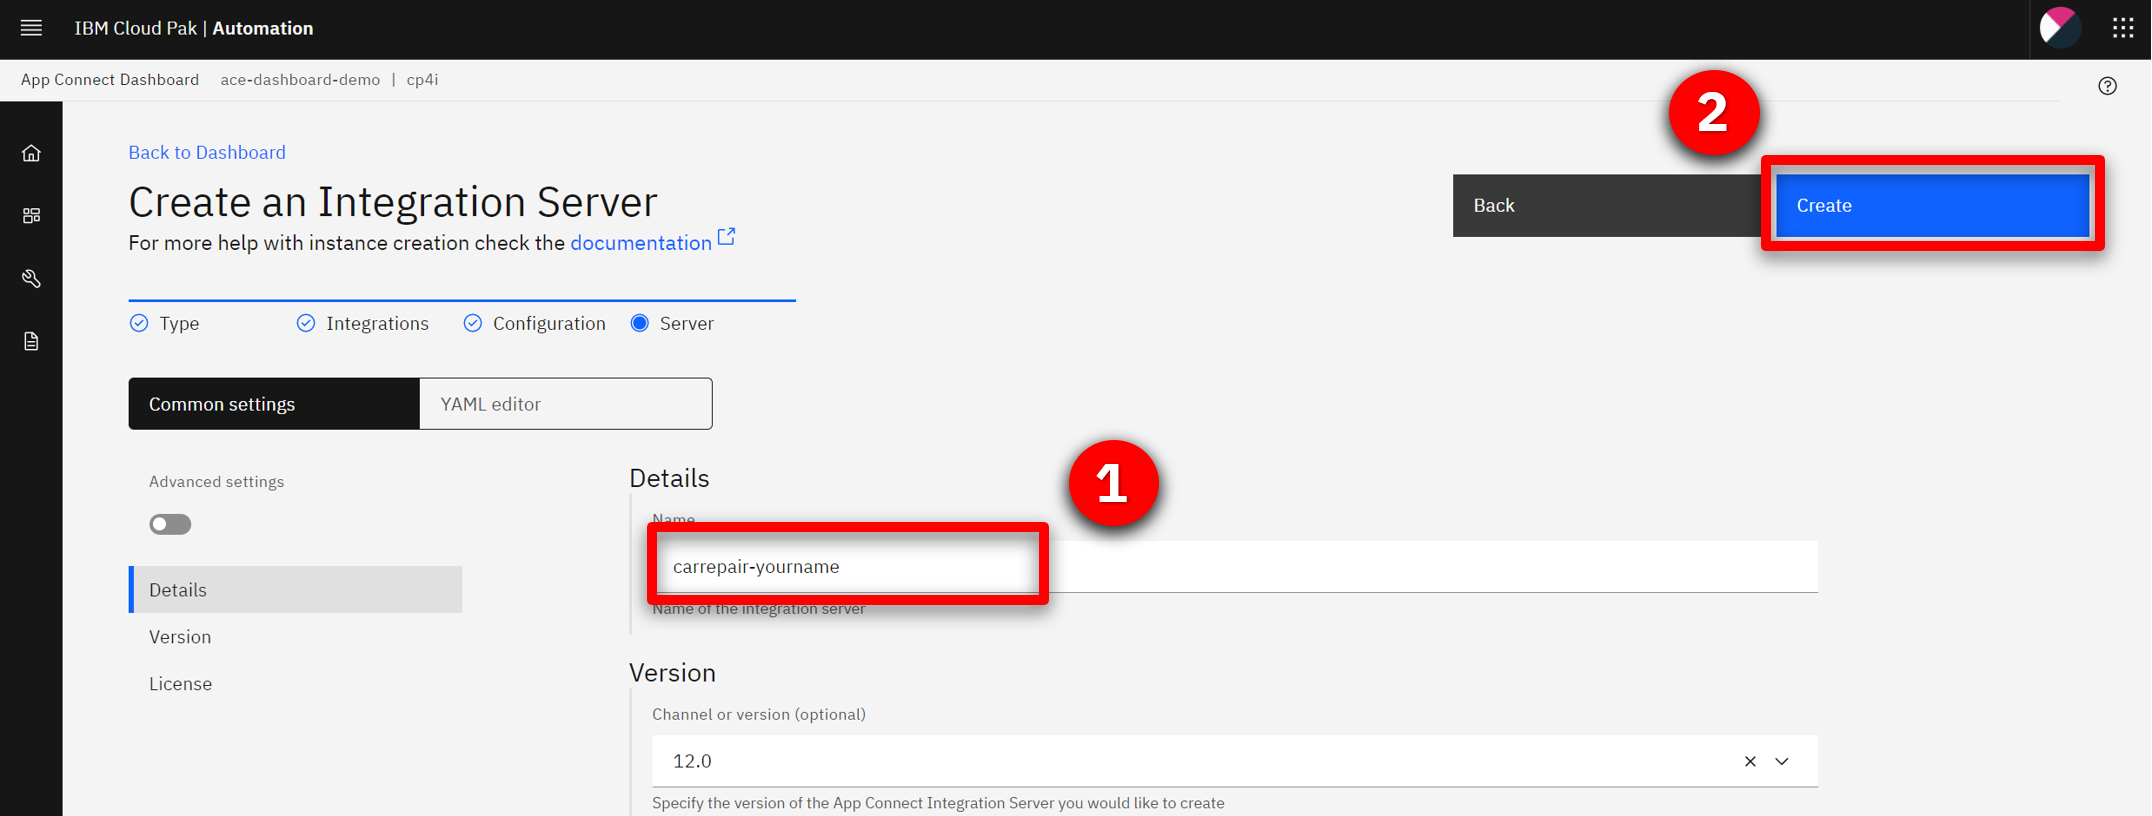 IBM Cloud Pak | Automation
App Connect Dashboard ace-dashboard-demo | cp4i
2
Back to Dashboard
Create an Integration Server
Back
Create
For more help with instance creation check the documentation
Type
Integrations
Configuration
Server
Common settings
YAML editor
1
Advanced settings
Details
Version
License
Details
Name
carrepair-yourname
Name of the integration server
Version
Channel or version (optional)
12.0
Specify the version of the App Connect Integration Server you would like to create